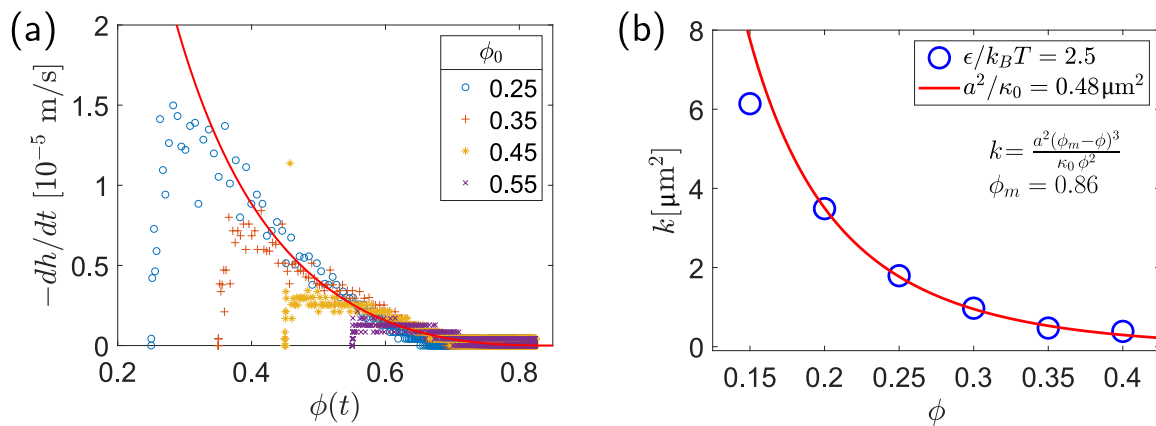 (a)
−dh/dt [10⁻⁵ m/s]
2
1.5
1
0.5
0
0.2 0.4 0.6 0.8
ϕ(t)
ϕ₀
0.25
0.35
0.45
0.55
(b)
k[μm²]
8
6
4
2
0
0.15 0.2 0.25 0.3 0.35 0.4
ϕ
ϵ/k_BT = 2.5
a²/κ₀ = 0.48μm²
k = a²(ϕₘ−ϕ)³ / κ₀ ϕ²
ϕₘ = 0.86